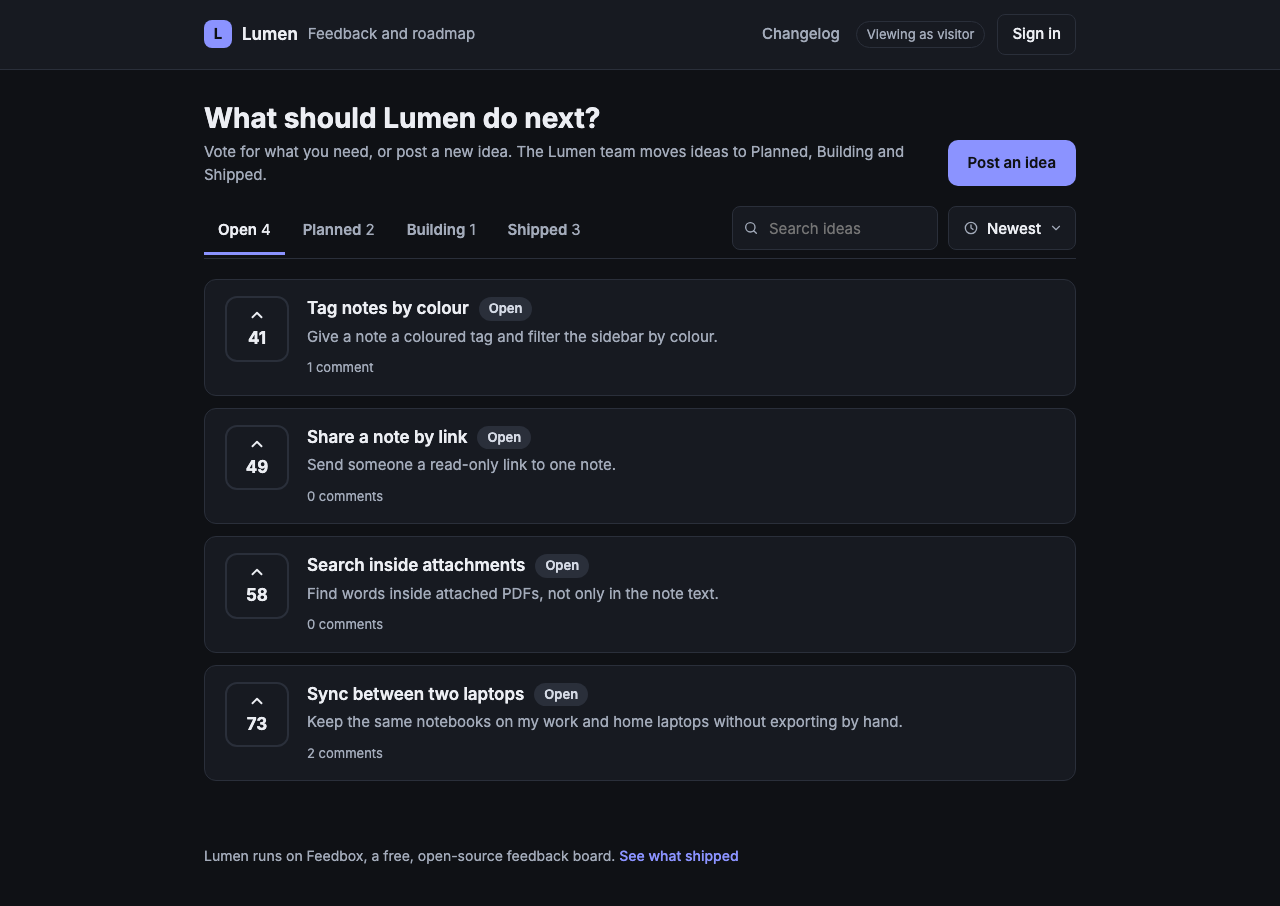 L Lumen Feedback and roadmap Changelog Viewing as visitor Sign in
What should Lumen do next?
Vote for what you need, or post a new idea. The Lumen team moves ideas to Planned, Building and
Shipped.
Post an idea
Open 4 Planned 2 Building 1 Shipped 3 Search ideas Newest
Tag notes by colour Open
41
Give a note a coloured tag and filter the sidebar by colour.
1 comment
Share a note by link Open
49
Send someone a read-only link to one note.
0 comments
Search inside attachments Open
58
Find words inside attached PDFs, not only in the note text.
0 comments
Sync between two laptops Open
73
Keep the same notebooks on my work and home laptops without exporting by hand.
2 comments
Lumen runs on Feedbox, a free, open-source feedback board. See what shipped